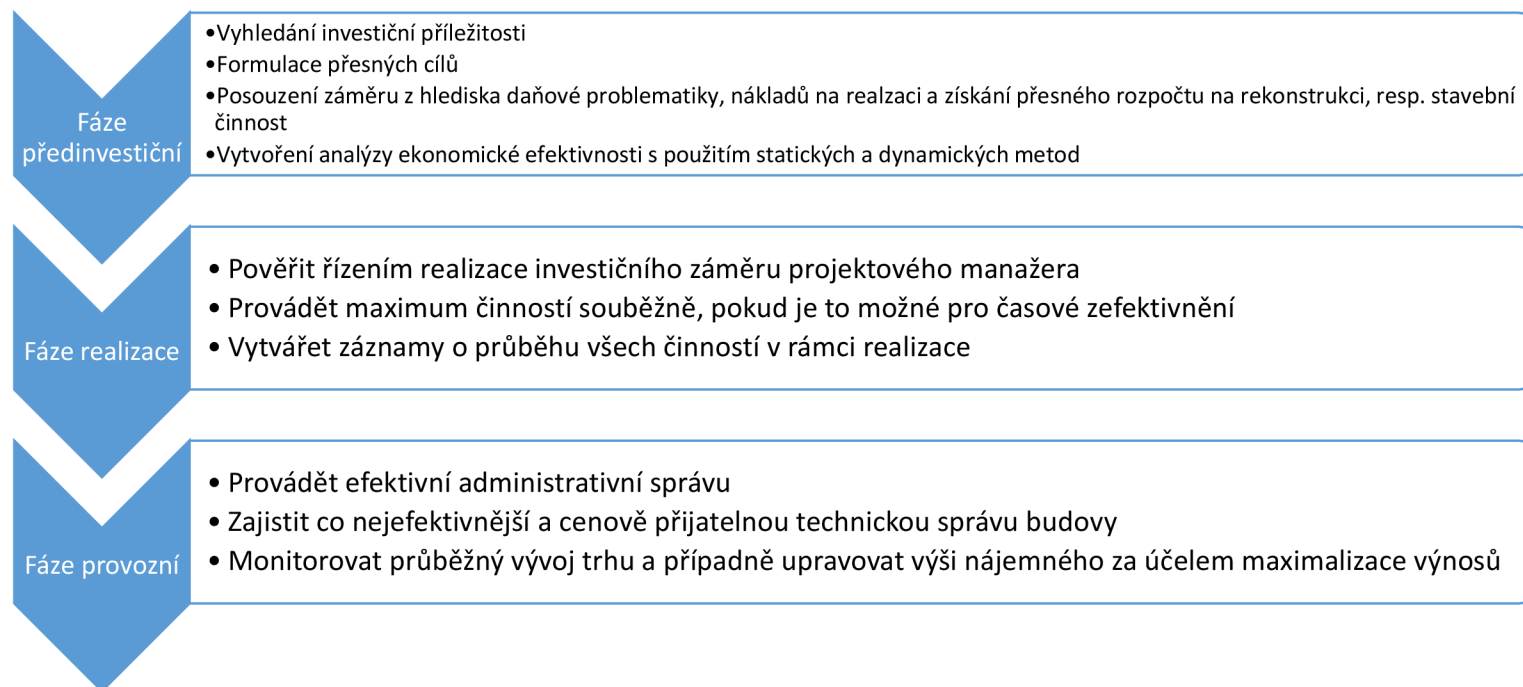 Fáze
předinvestiční
•Vyhledání investiční příležitosti
•Formulace přesných cílů
•Posouzení záměru z hlediska daňové problematiky, nákladů na realzaci a získání přesného rozpočtu na rekonstrukci, resp. stavební
činnost
•Vytvoření analýzy ekonomické efektivnosti s použitím statických a dynamických metod
Fáze realizace
• Pověřit řízením realizace investičního záměru projektového manažera
• Provádět maximum činností souběžně, pokud je to možné pro časové zefektivnění
• Vytvářet záznamy o průběhu všech činností v rámci realizace
Fáze provozní
• Provádět efektivní administrativní správu
• Zajistit co nejefektivnější a cenově přijatelnou technickou správu budovy
• Monitorovat průběžný vývoj trhu a případně upravovat výši nájemného za účelem maximalizace výnosů